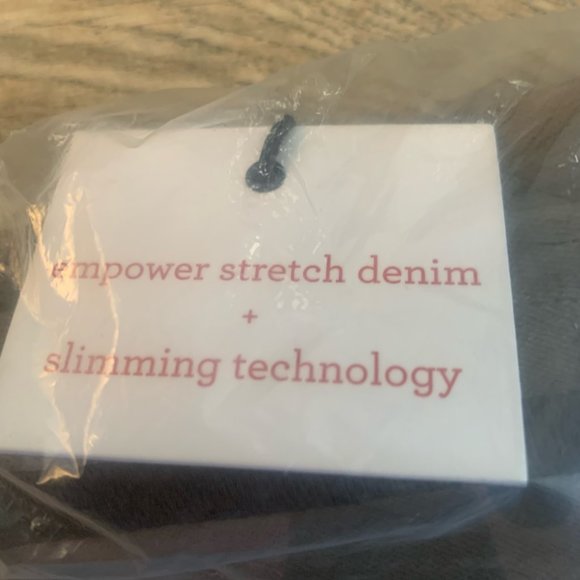 empower stretch denim
+
slimming technology